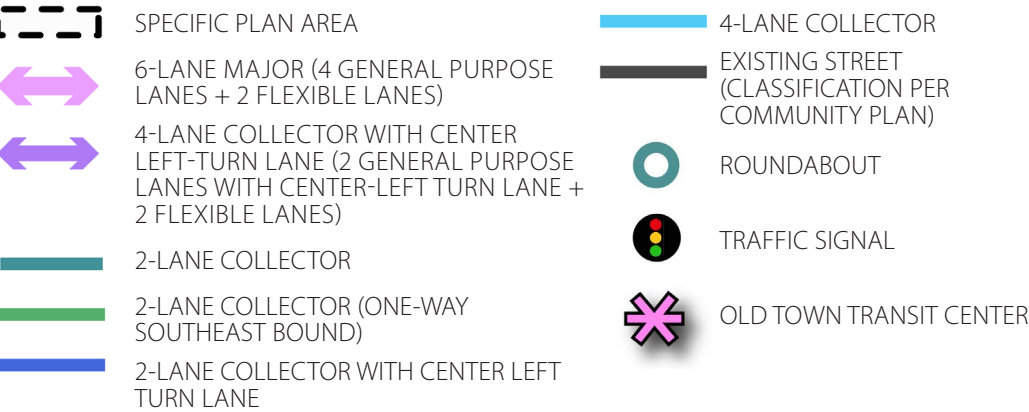 SPECIFIC PLAN AREA
6-LANE MAJOR (4 GENERAL PURPOSE
LANES + 2 FLEXIBLE LANES)
4-LANE COLLECTOR WITH CENTER
LEFT-TURN LANE (2 GENERAL PURPOSE
LANES WITH CENTER-LEFT TURN LANE +
2 FLEXIBLE LANES)
2-LANE COLLECTOR
2-LANE COLLECTOR (ONE-WAY
SOUTHEAST BOUND)
2-LANE COLLECTOR WITH CENTER LEFT
TURN LANE
4-LANE COLLECTOR
EXISTING STREET
(CLASSIFICATION PER
COMMUNITY PLAN)
ROUNDABOUT
TRAFFIC SIGNAL
OLD TOWN TRANSIT CENTER